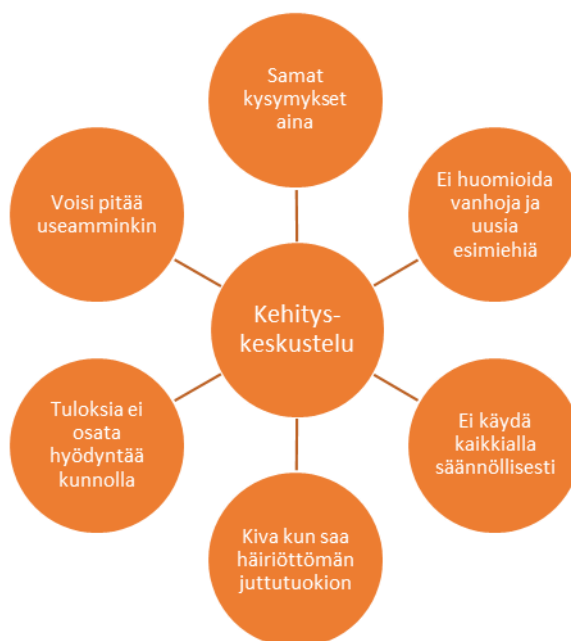 Samat
kysymykset
aina
Voisi pitää
useamminkin
Ei huomioida
vanhoja ja
uusia
esimiehiä
Kehitys-
keskustelu
Tuloksia ei
osata
hyödyntää
kunnolla
Ei käydä
kaikkialla
säännöllisesti
Kiva kun saa
häiriöttömän
juttutuokion